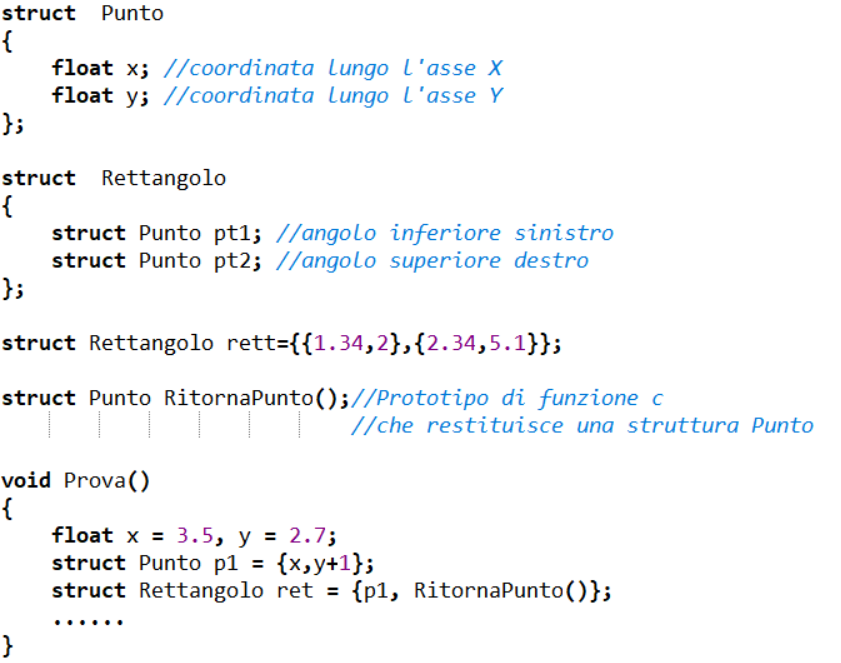 struct  Punto
{
    float x; //coordinata lungo l'asse X
    float y; //coordinata lungo l'asse Y
};

struct  Rettangolo
{
    struct Punto pt1; //angolo inferiore sinistro
    struct Punto pt2; //angolo superiore destro
};

struct Rettangolo rett={{1.34,2},{2.34,5.1}};

struct Punto RitornaPunto();//Prototipo di funzione c
                            //che restituisce una struttura Punto

void Prova()
{
    float x = 3.5, y = 2.7;
    struct Punto p1 = {x,y+1};
    struct Rettangolo ret = {p1, RitornaPunto()};
    ......
}